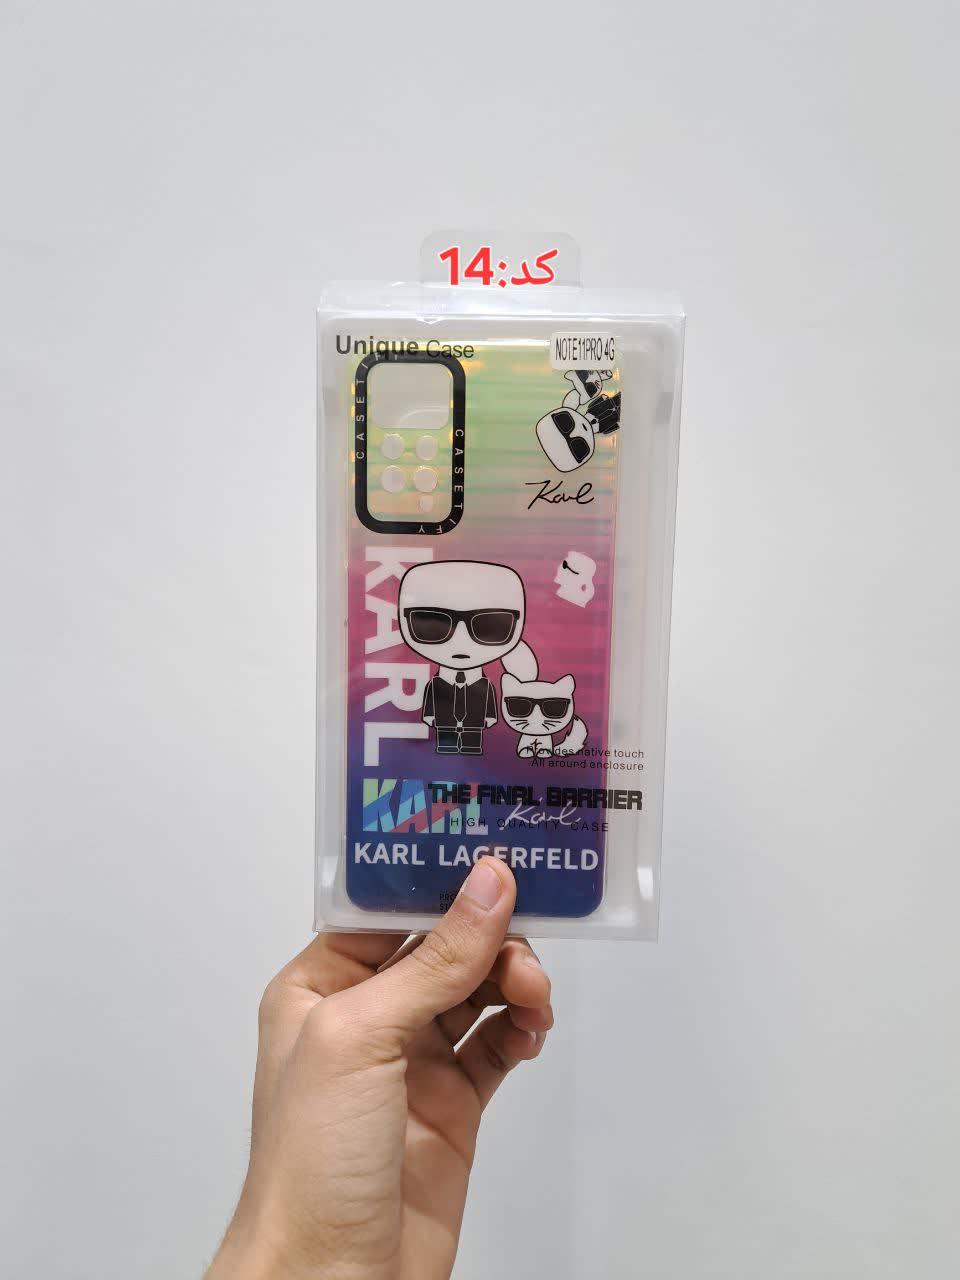 کد:14
Unique Case
NOTE11PRO 4G
CASETIFY
CASETIFY
Karl
KARL
Provides native touch
All around enclosure
THE FINAL BARRIER
KARL
Karl
HIGH QUALITY CASE
KARL LAGERFELD